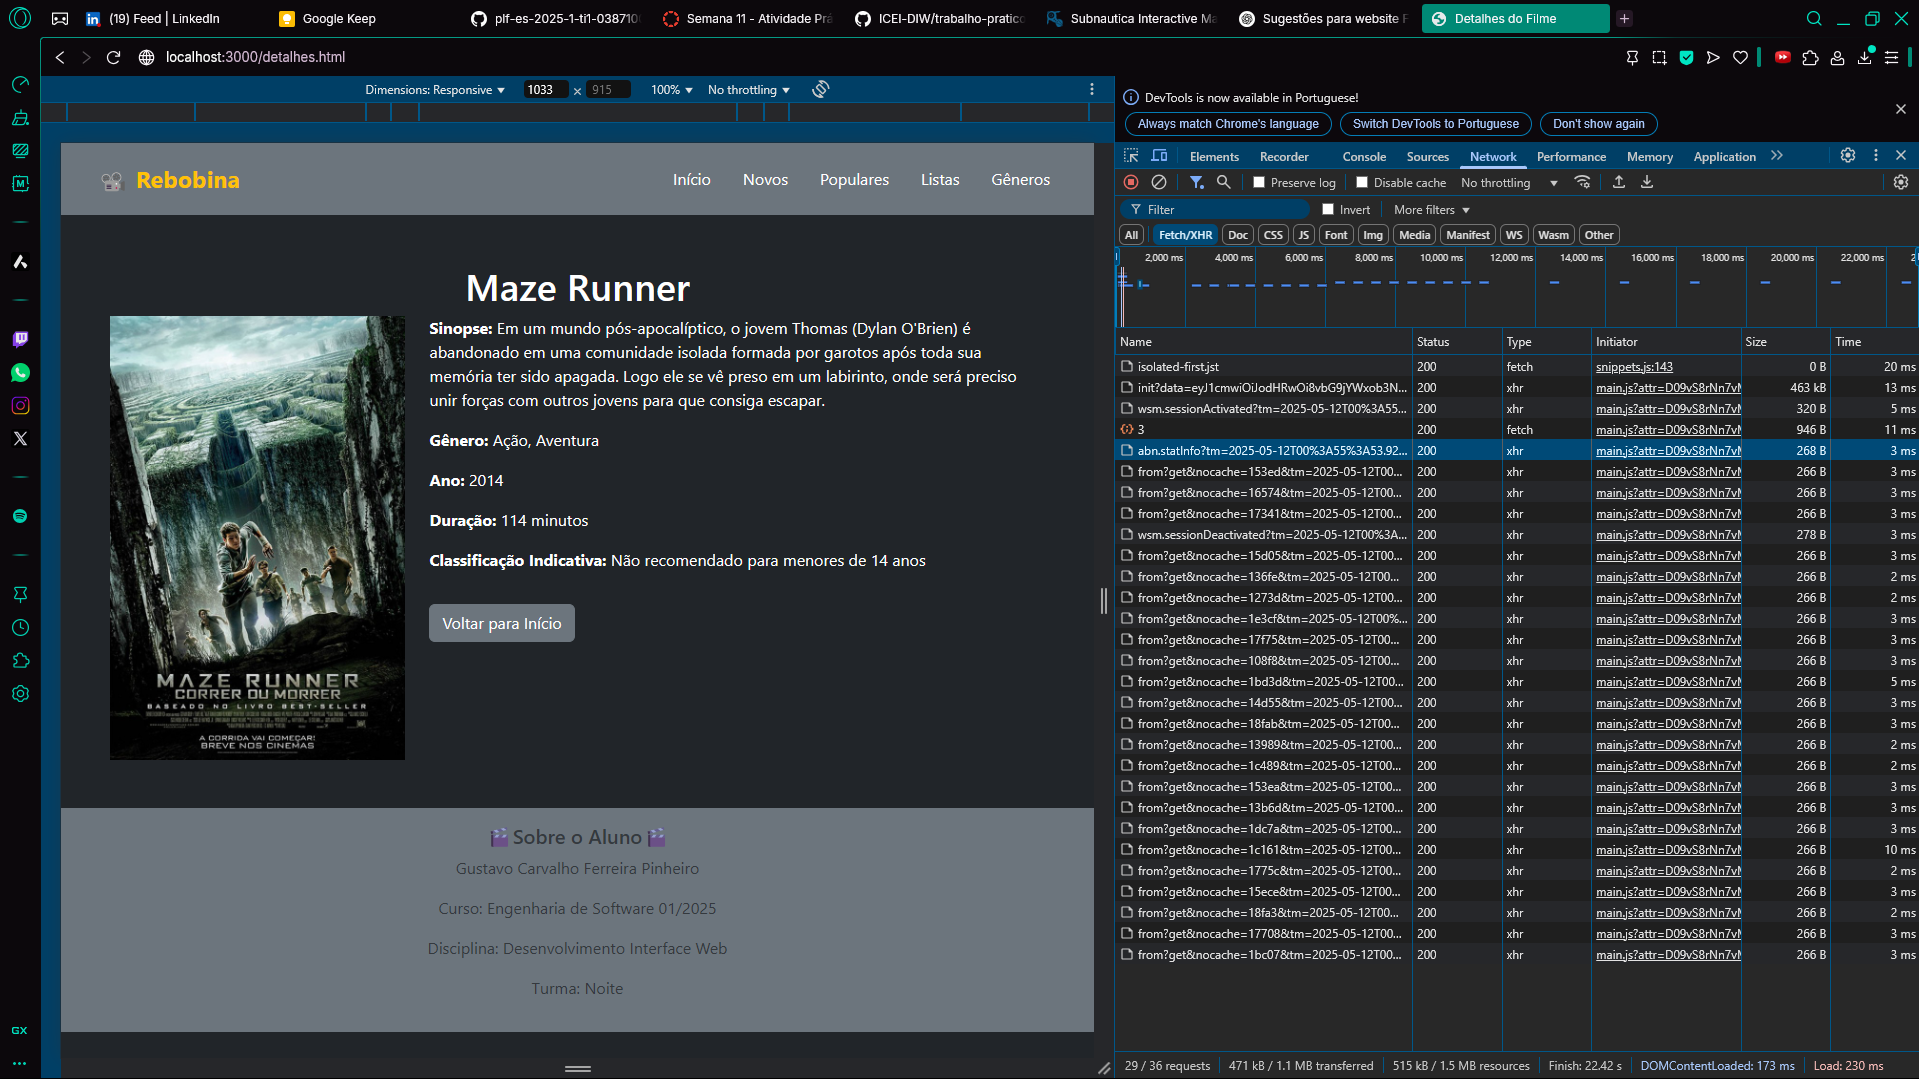 (19) Feed | LinkedIn
Google Keep
plf-es-2025-1-ti1-038710
Semana 11 - Atividade Prá
ICEI-DIW/trabalho-pratico
Subnautica Interactive Ma
Sugestões para website F
Detalhes do Filme
localhost:3000/detalhes.html
Dimensions: Responsive
1033 × 915
100%
No throttling
Rebobina
Início
Novos
Populares
Listas
Gêneros
Maze Runner
Sinopse: Em um mundo pós-apocalíptico, o jovem Thomas (Dylan O'Brien) é
abandonado em uma comunidade isolada formada por garotos após toda sua
memória ter sido apagada. Logo ele se vê preso em um labirinto, onde será preciso
unir forças com outros jovens para que consiga escapar.
Gênero: Ação, Aventura
Ano: 2014
Duração: 114 minutos
Classificação Indicativa: Não recomendado para menores de 14 anos
Voltar para Início
MAZE RUNNER
CORRER OU MORRER
BASEADO NO LIVRO BEST-SELLER
A CORRIDA VAI COMEÇAR!
BREVE NOS CINEMAS
Sobre o Aluno
Gustavo Carvalho Ferreira Pinheiro
Curso: Engenharia de Software 01/2025
Disciplina: Desenvolvimento Interface Web
Turma: Noite
GX
DevTools is now available in Portuguese!
Always match Chrome's language
Switch DevTools to Portuguese
Don't show again
Elements
Recorder
Console
Sources
Network
Performance
Memory
Application
Preserve log
Disable cache
No throttling
Filter
Invert
More filters
All
Fetch/XHR
Doc
CSS
JS
Font
Img
Media
Manifest
WS
Wasm
Other
2,000 ms
4,000 ms
6,000 ms
8,000 ms
10,000 ms
12,000 ms
14,000 ms
16,000 ms
18,000 ms
20,000 ms
22,000 ms
Name Status Type Initiator Size Time
isolated-first.jst 200 fetch snippets.js:143 0 B 20 ms
init?data=eyJ1cmwiOiJodHRwOi8vbG9jYWxob3N... 200 xhr main.js?attr=D09vS8rNn7vM 463 kB 13 ms
wsm.sessionActivated?tm=2025-05-12T00%3A55... 200 xhr main.js?attr=D09vS8rNn7vM 320 B 5 ms
3 200 fetch main.js?attr=D09vS8rNn7vM 946 B 11 ms
abn.statInfo?tm=2025-05-12T00%3A55%3A53.92... 200 xhr main.js?attr=D09vS8rNn7vM 268 B 3 ms
from?get&nocache=153ed&tm=2025-05-12T00... 200 xhr main.js?attr=D09vS8rNn7vM 266 B 3 ms
from?get&nocache=16574&tm=2025-05-12T00... 200 xhr main.js?attr=D09vS8rNn7vM 266 B 3 ms
from?get&nocache=17341&tm=2025-05-12T00... 200 xhr main.js?attr=D09vS8rNn7vM 266 B 3 ms
wsm.sessionDeactivated?tm=2025-05-12T00%3A... 200 xhr main.js?attr=D09vS8rNn7vM 278 B 3 ms
from?get&nocache=15d05&tm=2025-05-12T00... 200 xhr main.js?attr=D09vS8rNn7vM 266 B 3 ms
from?get&nocache=136fe&tm=2025-05-12T00... 200 xhr main.js?attr=D09vS8rNn7vM 266 B 2 ms
from?get&nocache=1273d&tm=2025-05-12T00... 200 xhr main.js?attr=D09vS8rNn7vM 266 B 2 ms
from?get&nocache=1e3cf&tm=2025-05-12T00%... 200 xhr main.js?attr=D09vS8rNn7vM 266 B 3 ms
from?get&nocache=17f75&tm=2025-05-12T00... 200 xhr main.js?attr=D09vS8rNn7vM 266 B 3 ms
from?get&nocache=108f8&tm=2025-05-12T00... 200 xhr main.js?attr=D09vS8rNn7vM 266 B 3 ms
from?get&nocache=1bd3d&tm=2025-05-12T00... 200 xhr main.js?attr=D09vS8rNn7vM 266 B 5 ms
from?get&nocache=14d55&tm=2025-05-12T00... 200 xhr main.js?attr=D09vS8rNn7vM 266 B 3 ms
from?get&nocache=18fab&tm=2025-05-12T00... 200 xhr main.js?attr=D09vS8rNn7vM 266 B 3 ms
from?get&nocache=13989&tm=2025-05-12T00... 200 xhr main.js?attr=D09vS8rNn7vM 266 B 2 ms
from?get&nocache=1c489&tm=2025-05-12T00... 200 xhr main.js?attr=D09vS8rNn7vM 266 B 2 ms
from?get&nocache=153ea&tm=2025-05-12T00... 200 xhr main.js?attr=D09vS8rNn7vM 266 B 3 ms
from?get&nocache=13b6d&tm=2025-05-12T00... 200 xhr main.js?attr=D09vS8rNn7vM 266 B 3 ms
from?get&nocache=1dc7a&tm=2025-05-12T00... 200 xhr main.js?attr=D09vS8rNn7vM 266 B 3 ms
from?get&nocache=1c161&tm=2025-05-12T00... 200 xhr main.js?attr=D09vS8rNn7vM 266 B 10 ms
from?get&nocache=1775c&tm=2025-05-12T00... 200 xhr main.js?attr=D09vS8rNn7vM 266 B 2 ms
from?get&nocache=15ece&tm=2025-05-12T00... 200 xhr main.js?attr=D09vS8rNn7vM 266 B 3 ms
from?get&nocache=18fa3&tm=2025-05-12T00... 200 xhr main.js?attr=D09vS8rNn7vM 266 B 2 ms
from?get&nocache=17708&tm=2025-05-12T00... 200 xhr main.js?attr=D09vS8rNn7vM 266 B 3 ms
from?get&nocache=1bc07&tm=2025-05-12T00... 200 xhr main.js?attr=D09vS8rNn7vM 266 B 3 ms
29 / 36 requests
471 kB / 1.1 MB transferred
515 kB / 1.5 MB resources
Finish: 22.42 s
DOMContentLoaded: 173 ms
Load: 230 ms